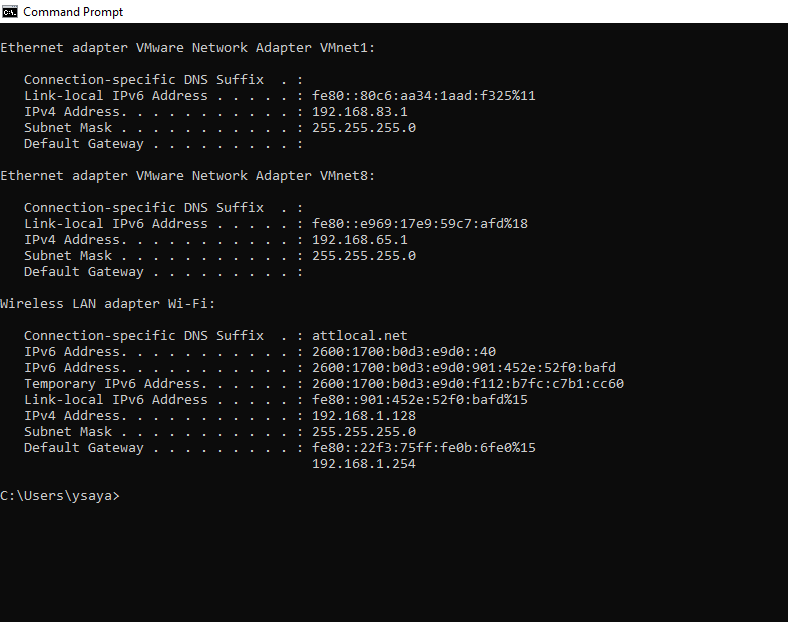 Command Prompt
Ethernet adapter VMware Network Adapter VMnet1:
Connection-specific DNS Suffix  . :
Link-local IPv6 Address . . . . . : fe80::80c6:aa34:1aad:f325%11
IPv4 Address. . . . . . . . . . . : 192.168.83.1
Subnet Mask . . . . . . . . . . . : 255.255.255.0
Default Gateway . . . . . . . . . :
Ethernet adapter VMware Network Adapter VMnet8:
Connection-specific DNS Suffix  . :
Link-local IPv6 Address . . . . . : fe80::e969:17e9:59c7:afd%18
IPv4 Address. . . . . . . . . . . : 192.168.65.1
Subnet Mask . . . . . . . . . . . : 255.255.255.0
Default Gateway . . . . . . . . . :
Wireless LAN adapter Wi-Fi:
Connection-specific DNS Suffix  . : attlocal.net
IPv6 Address. . . . . . . . . . . : 2600:1700:b0d3:e9d0::40
IPv6 Address. . . . . . . . . . . : 2600:1700:b0d3:e9d0:901:452e:52f0:bafd
Temporary IPv6 Address. . . . . . : 2600:1700:b0d3:e9d0:f112:b7fc:c7b1:cc60
Link-local IPv6 Address . . . . . : fe80::901:452e:52f0:bafd%15
IPv4 Address. . . . . . . . . . . : 192.168.1.128
Subnet Mask . . . . . . . . . . . : 255.255.255.0
Default Gateway . . . . . . . . . : fe80::22f3:75ff:fe0b:6fe0%15
192.168.1.254
C:\Users\ysaya>